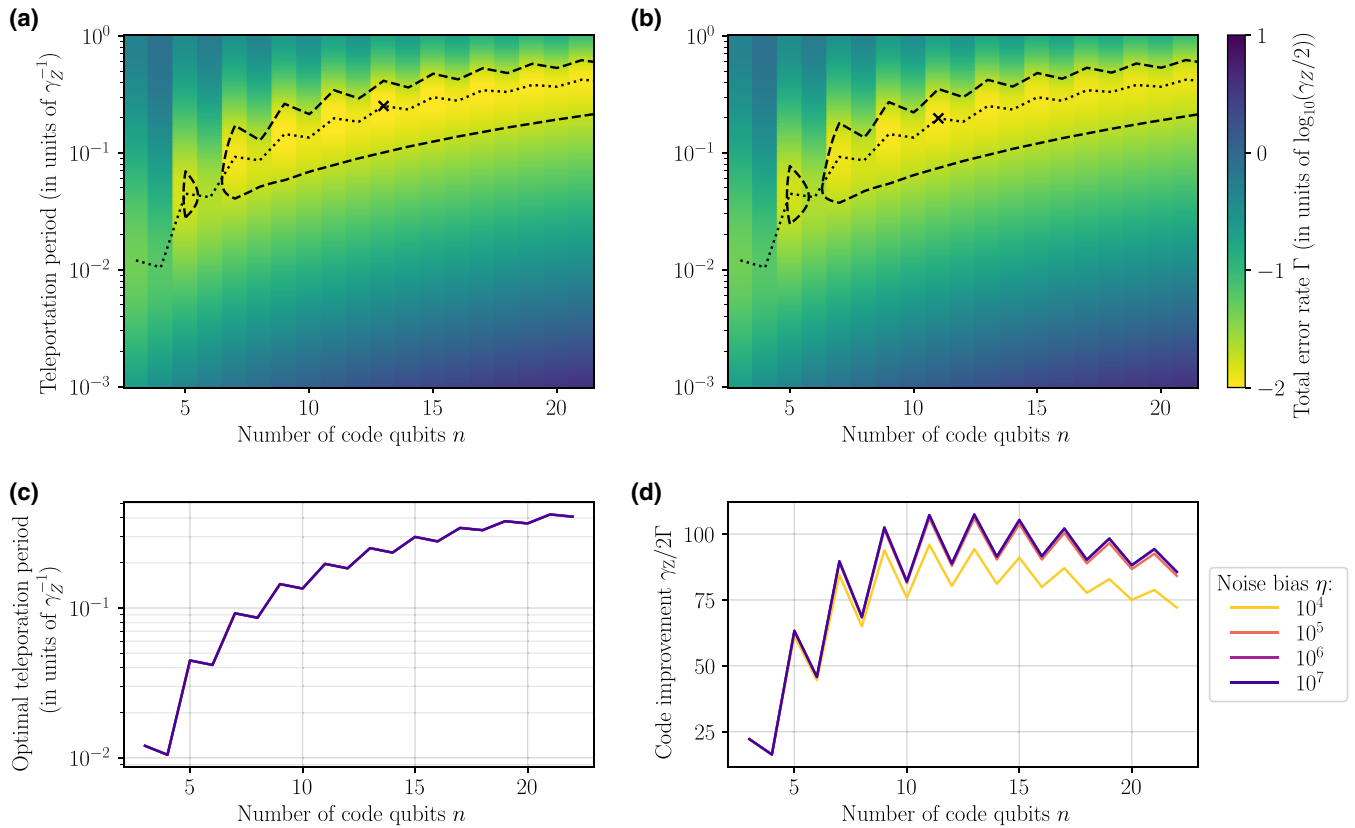 (a)
Teleportation period (in units of γ_Z^{-1})
10^0
10^{-1}
10^{-2}
10^{-3}
5
10
15
20
Number of code qubits n
(b)
10^0
10^{-1}
10^{-2}
10^{-3}
5
10
15
20
Number of code qubits n
1
0
−1
−2
Total error rate Γ (in units of log_{10}(γ_Z/2))
(c)
Optimal teleporation period
(in units of γ_Z^{-1})
10^{-1}
10^{-2}
5
10
15
20
Number of code qubits n
(d)
Code improvement γ_Z/2Γ
100
75
50
25
5
10
15
20
Number of code qubits n
Noise bias η:
10^4
10^5
10^6
10^7